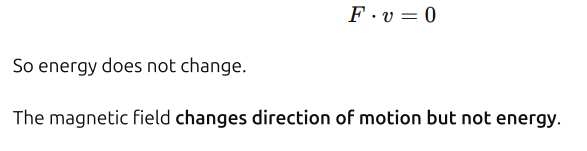 F · v = 0
So energy does not change.
The magnetic field changes direction of motion but not energy.